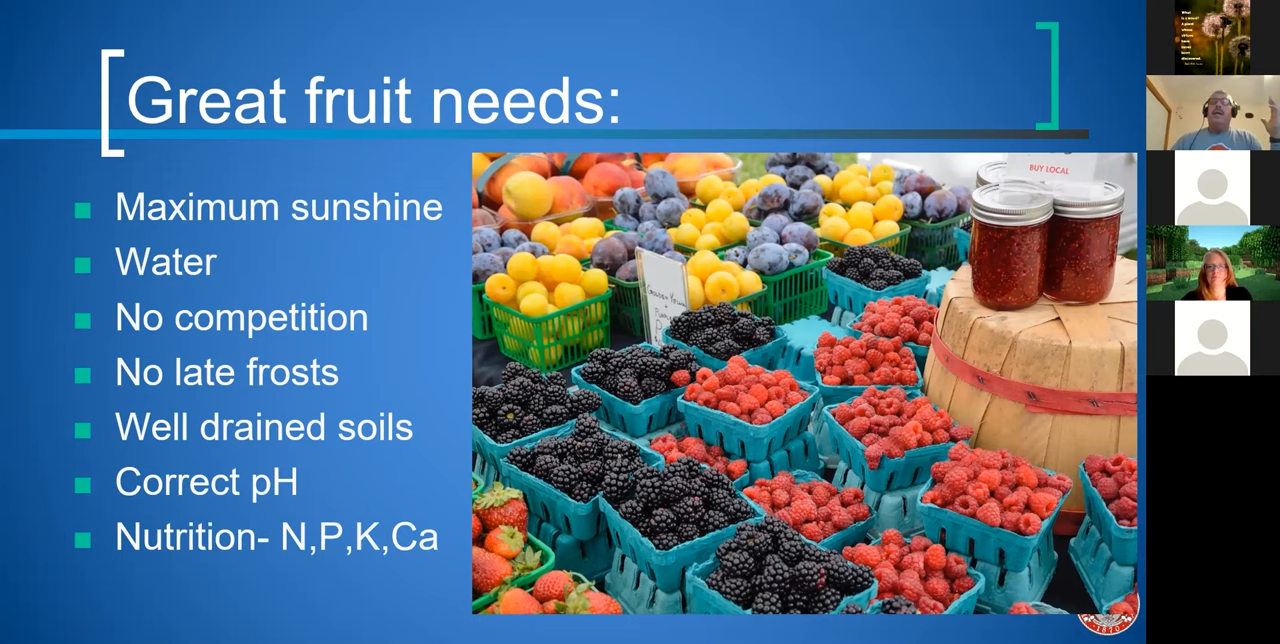 Great fruit needs:
Maximum sunshine
Water
No competition
No late frosts
Well drained soils
Correct pH
Nutrition- N,P,K,Ca
BUY LOCAL
1870